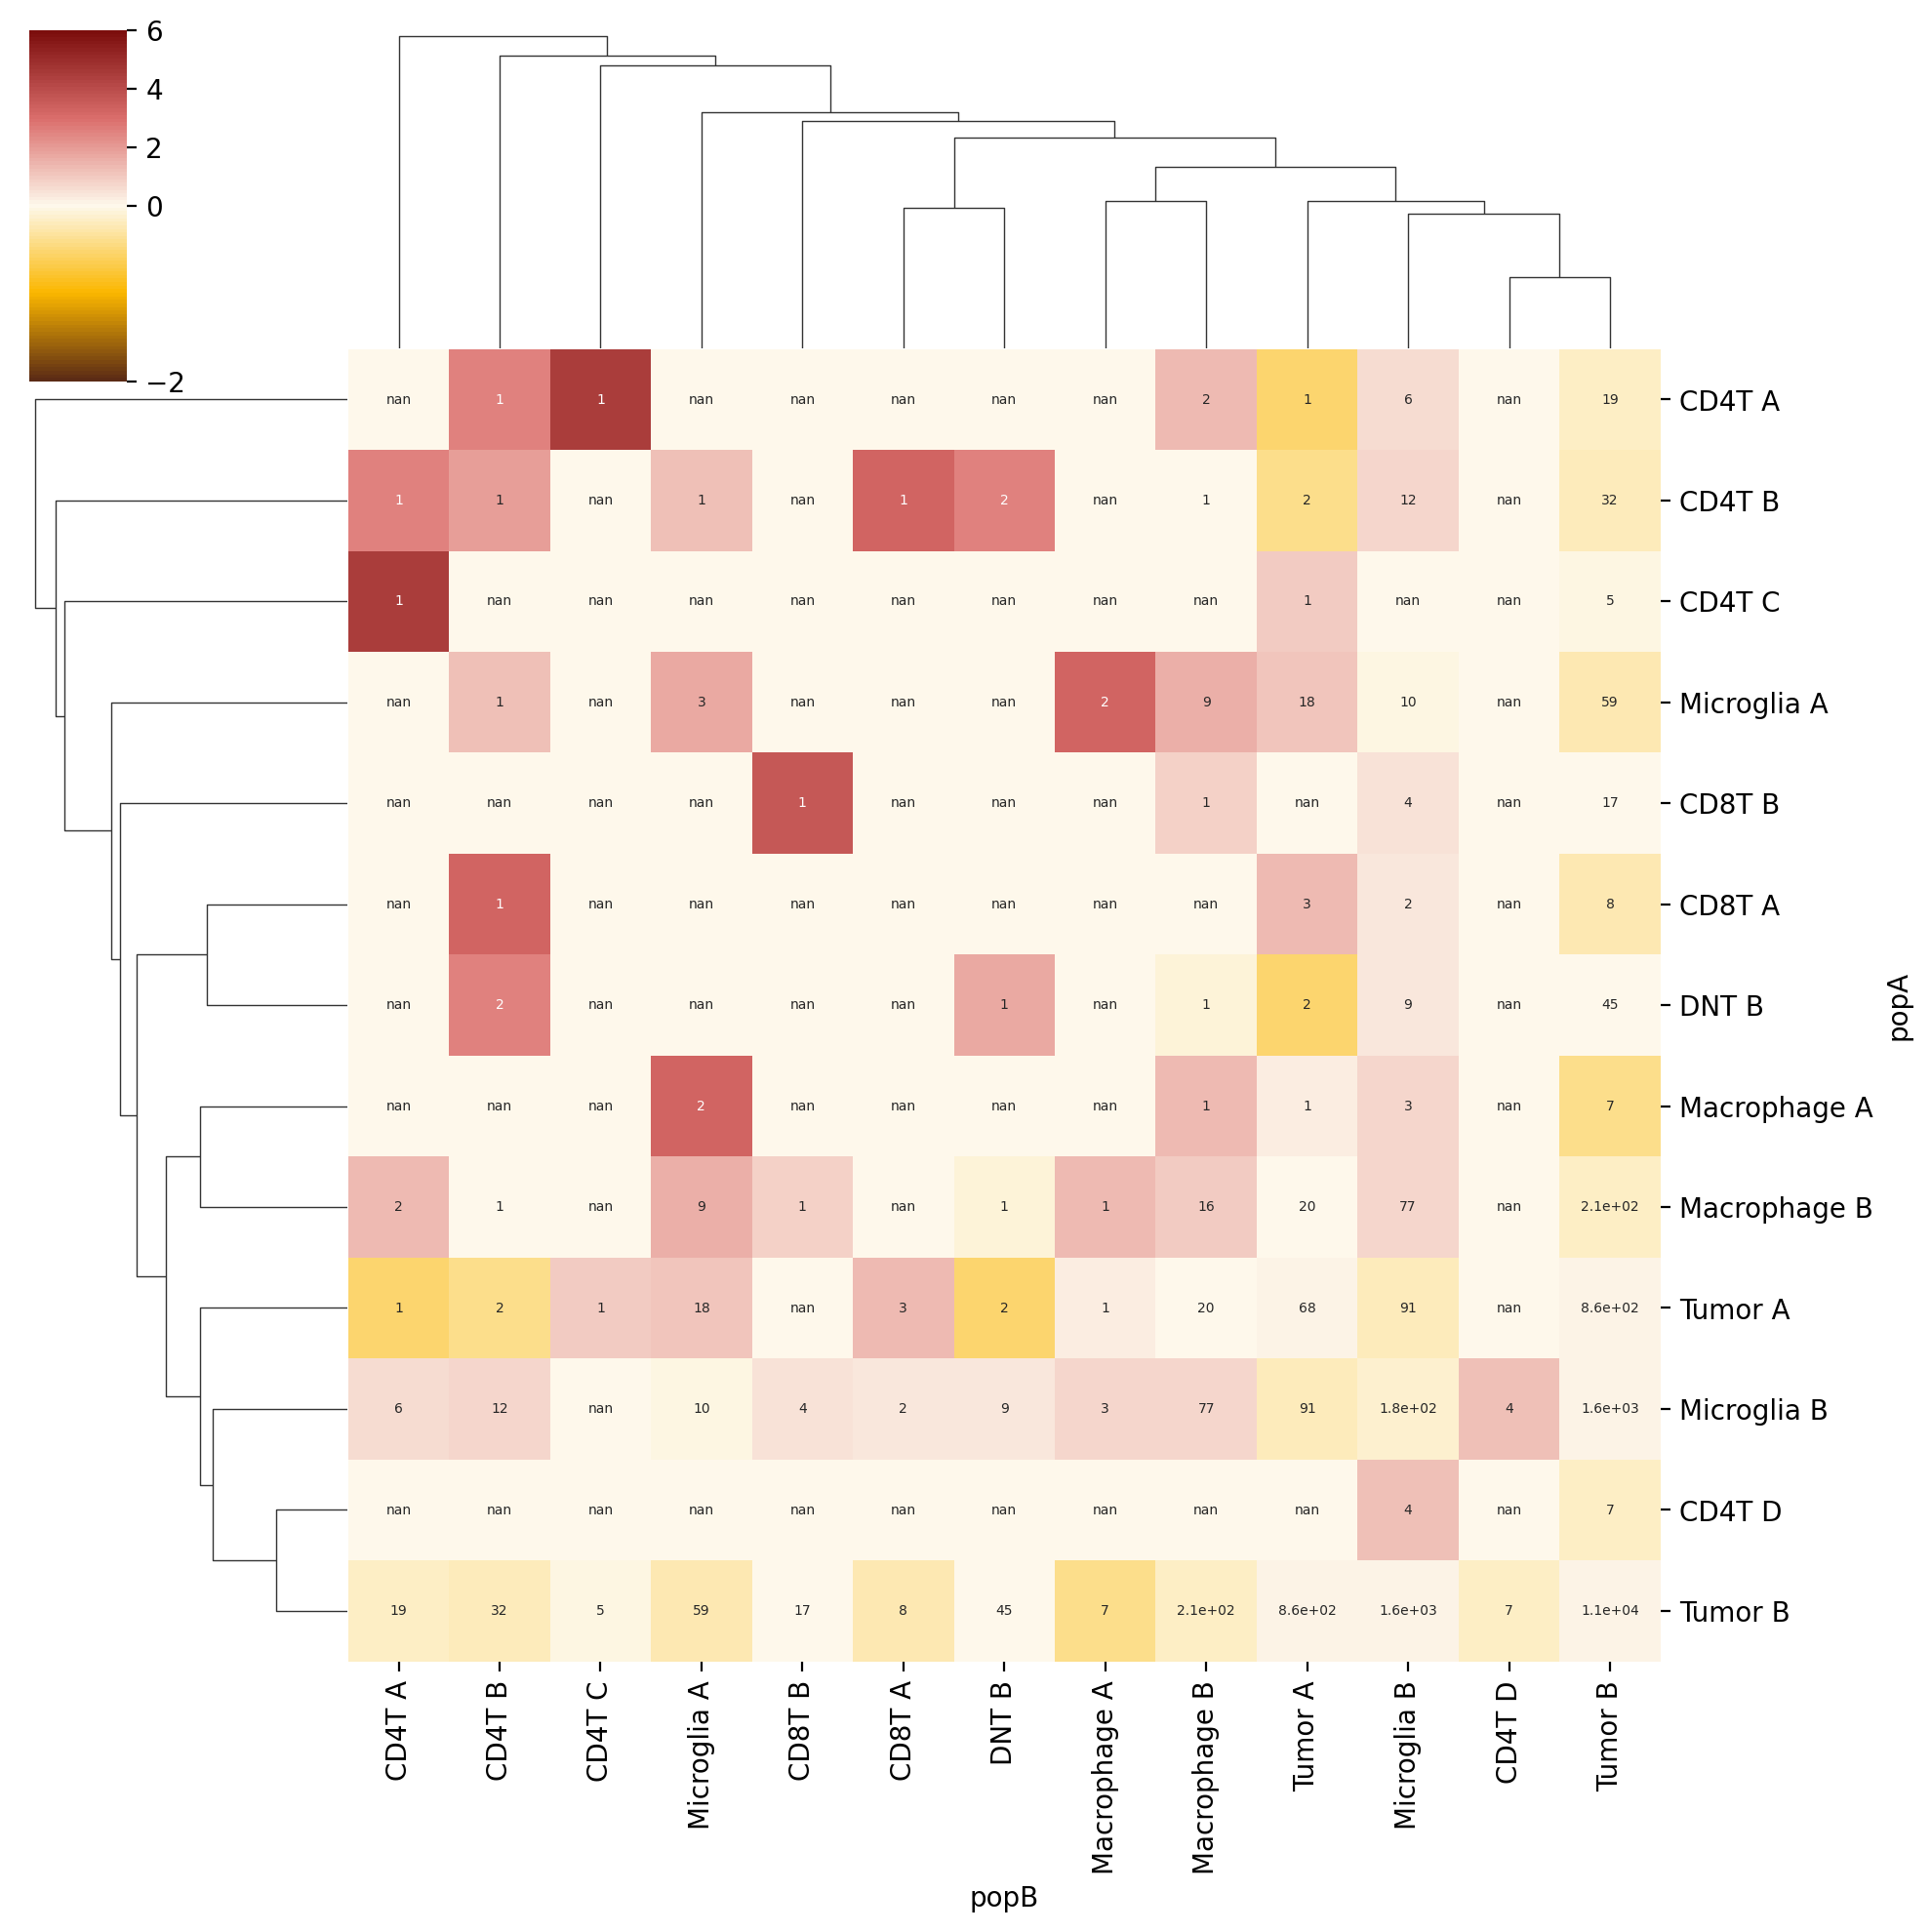 6
4
2
0
−2
nan 1 1 nan nan nan nan nan 2 1 6 nan 19 CD4T A
1 1 nan 1 nan 1 2 nan 1 2 12 nan 32 CD4T B
1 nan nan nan nan nan nan nan nan 1 nan nan 5 CD4T C
nan 1 nan 3 nan nan nan 2 9 18 10 nan 59 Microglia A
nan nan nan nan 1 nan nan nan 1 nan 4 nan 17 CD8T B
nan 1 nan nan nan nan nan nan nan 3 2 nan 8 CD8T A
nan 2 nan nan nan nan 1 nan 1 2 9 nan 45 DNT B
nan nan nan 2 nan nan nan nan 1 1 3 nan 7 Macrophage A
2 1 nan 9 1 nan 1 1 16 20 77 nan 2.1e+02 Macrophage B
1 2 1 18 nan 3 2 1 20 68 91 nan 8.6e+02 Tumor A
6 12 nan 10 4 2 9 3 77 91 1.8e+02 4 1.6e+03 Microglia B
nan nan nan nan nan nan nan nan nan nan 4 nan 7 CD4T D
19 32 5 59 17 8 45 7 2.1e+02 8.6e+02 1.6e+03 7 1.1e+04 Tumor B
popA
CD4T A
CD4T B
CD4T C
Microglia A
CD8T B
CD8T A
DNT B
Macrophage A
Macrophage B
Tumor A
Microglia B
CD4T D
Tumor B
popB